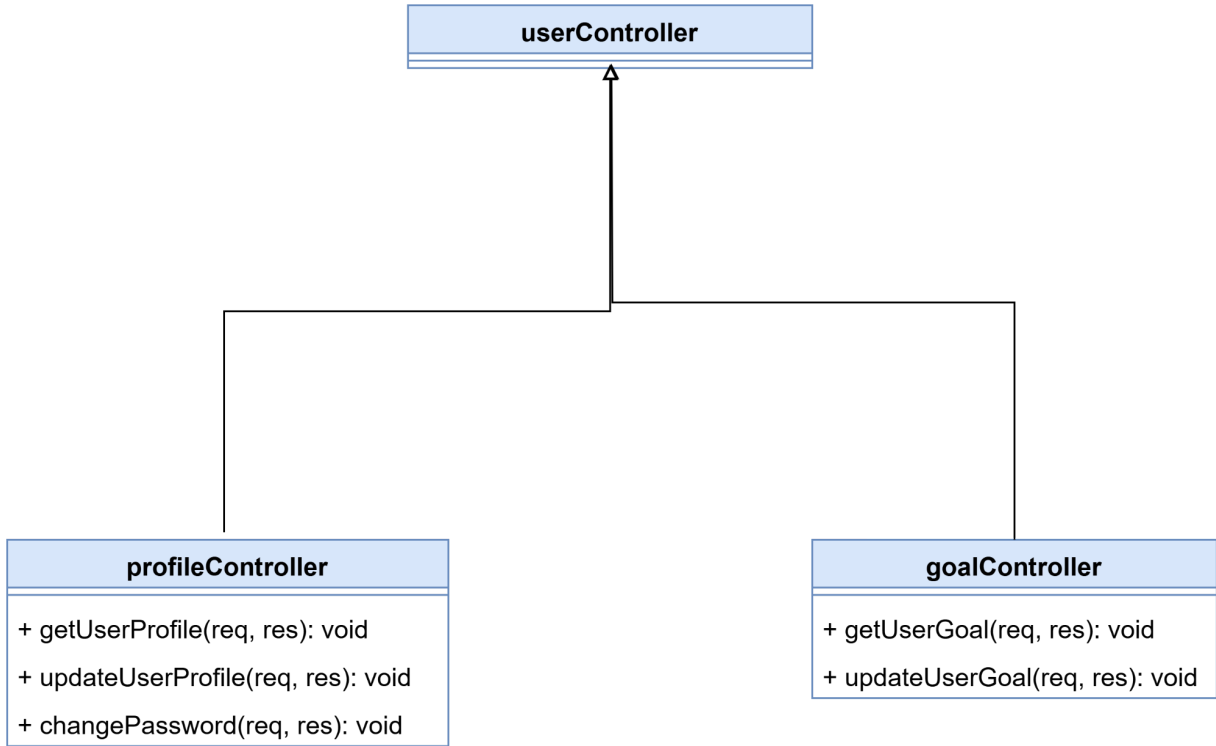 userController
profileController
+ getUserProfile(req, res): void
+ updateUserProfile(req, res): void
+ changePassword(req, res): void
goalController
+ getUserGoal(req, res): void
+ updateUserGoal(req, res): void